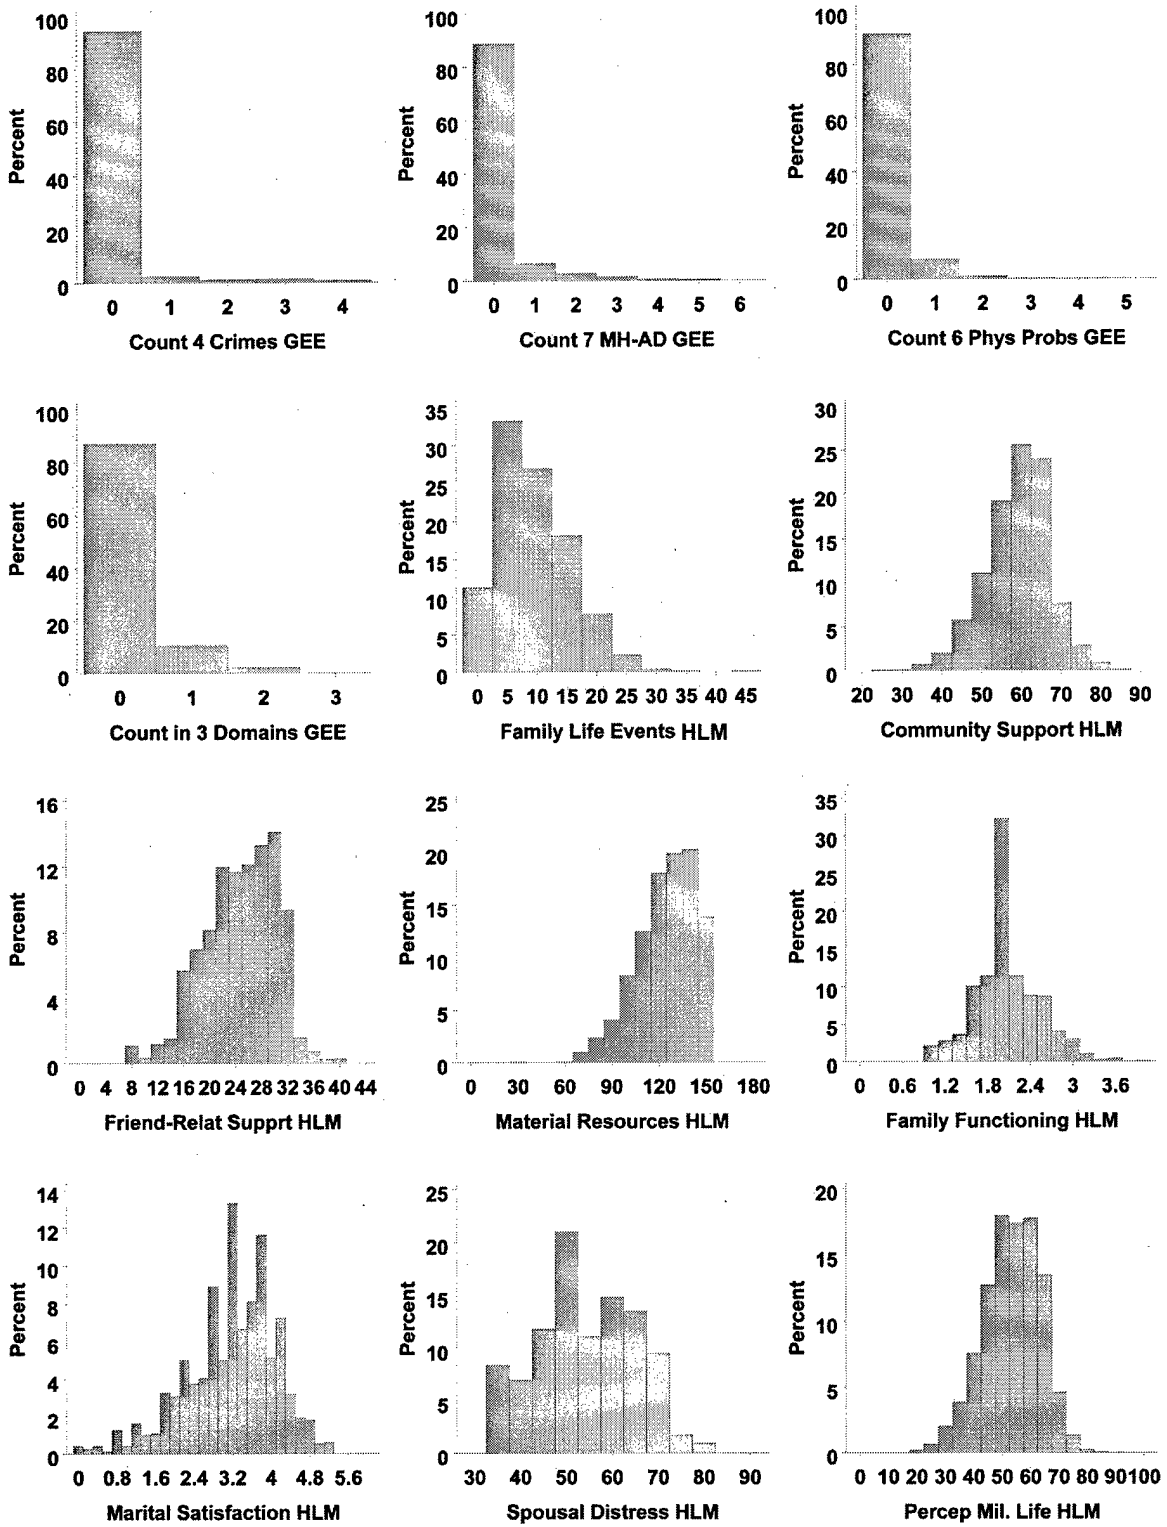 100
80
60
40
20
0
Percent
0 1 2 3 4
Count 4 Crimes GEE
100
80
60
40
20
0
Percent
0 1 2 3 4 5 6
Count 7 MH-AD GEE
100
80
60
40
20
0
Percent
0 1 2 3 4 5
Count 6 Phys Probs GEE
100
80
60
40
20
0
Percent
0 1 2 3
Count in 3 Domains GEE
35
30
25
20
15
10
5
0
Percent
0 5 10 15 20 25 30 35 40 45
Family Life Events HLM
30
25
20
15
10
5
0
Percent
20 30 40 50 60 70 80 90
Community Support HLM
16
12
8
4
0
Percent
0 4 8 12 16 20 24 28 32 36 40 44
Friend-Relat Supprt HLM
25
20
15
10
5
0
Percent
0 30 60 90 120 150 180
Material Resources HLM
35
30
25
20
15
10
5
0
Percent
0 0.6 1.2 1.8 2.4 3 3.6
Family Functioning HLM
14
12
10
8
6
4
2
0
Percent
0 0.8 1.6 2.4 3.2 4 4.8 5.6
Marital Satisfaction HLM
25
20
15
10
5
0
Percent
30 40 50 60 70 80 90
Spousal Distress HLM
20
15
10
5
0
Percent
0 10 20 30 40 50 60 70 80 90 100
Percep Mil. Life HLM